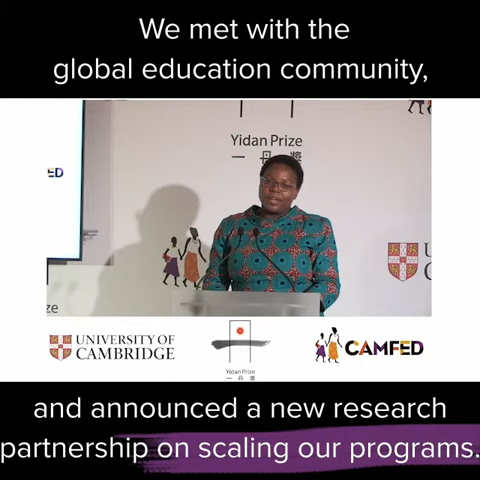 We met with the
global education community,
Yidan Prize
一 丹 獎
ED
ze
UNIVERSITY OF
CAMBRIDGE
Yidan Prize
一 丹 獎
CAMFED
and announced a new research
partnership on scaling our programs.